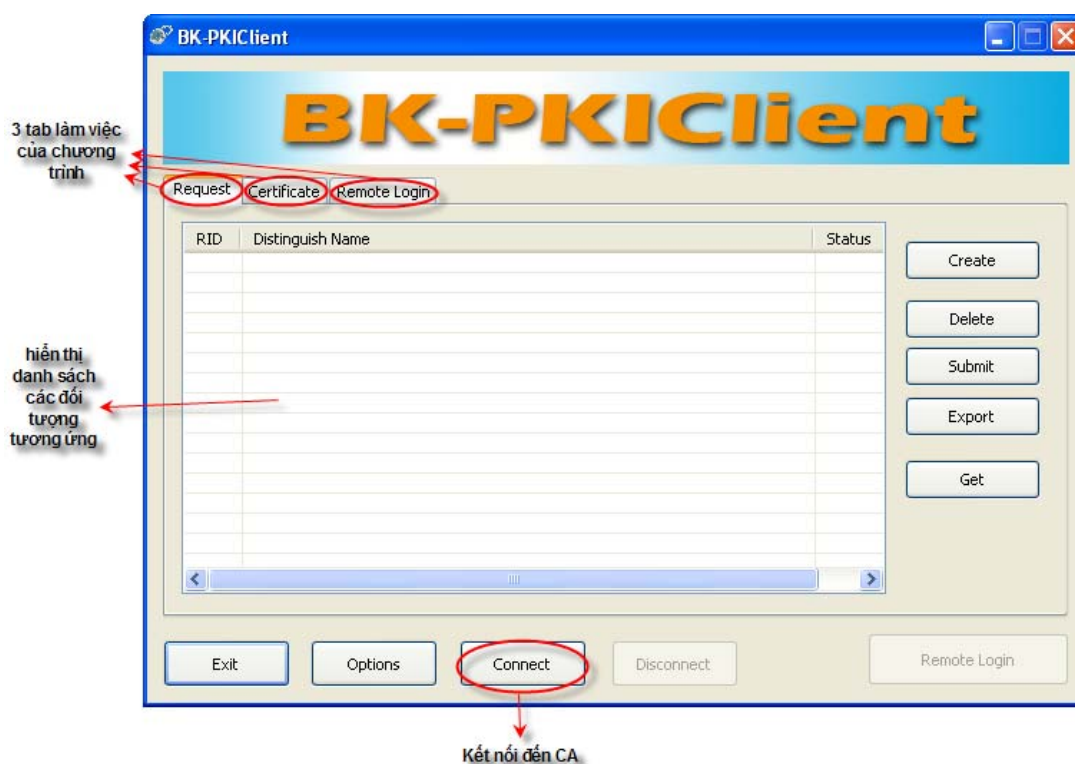 BK-PKIClient
BK-PKIClient
3 tab làm việc
của chương
trình
Request
Certificate
Remote Login
RID
Distinguish Name
Status
Create
Delete
Submit
Export
Get
hiển thị
danh sách
các đối
tượng
tương ứng
Exit
Options
Connect
Disconnect
Remote Login
Kết nối đến CA